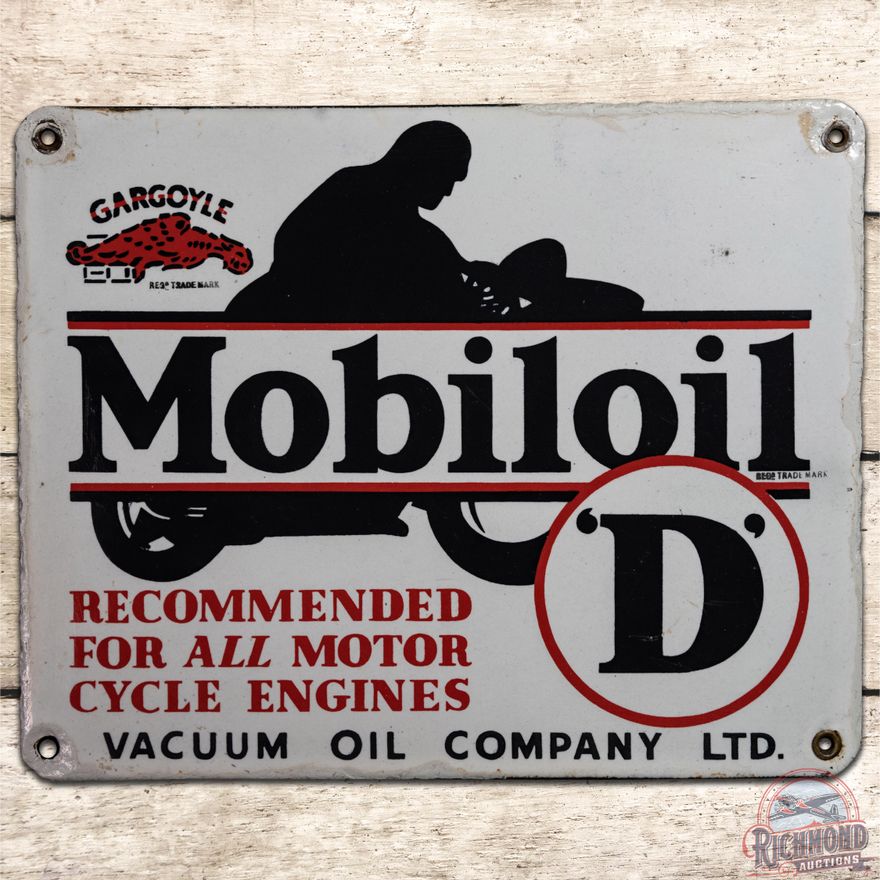 GARGOYLE
REGD TRADE MARK
Mobiloil
REGD TRADE MARK
'D'
RECOMMENDED
FOR ALL MOTOR
CYCLE ENGINES
VACUUM OIL COMPANY LTD.
RICHMOND
AUCTIONS